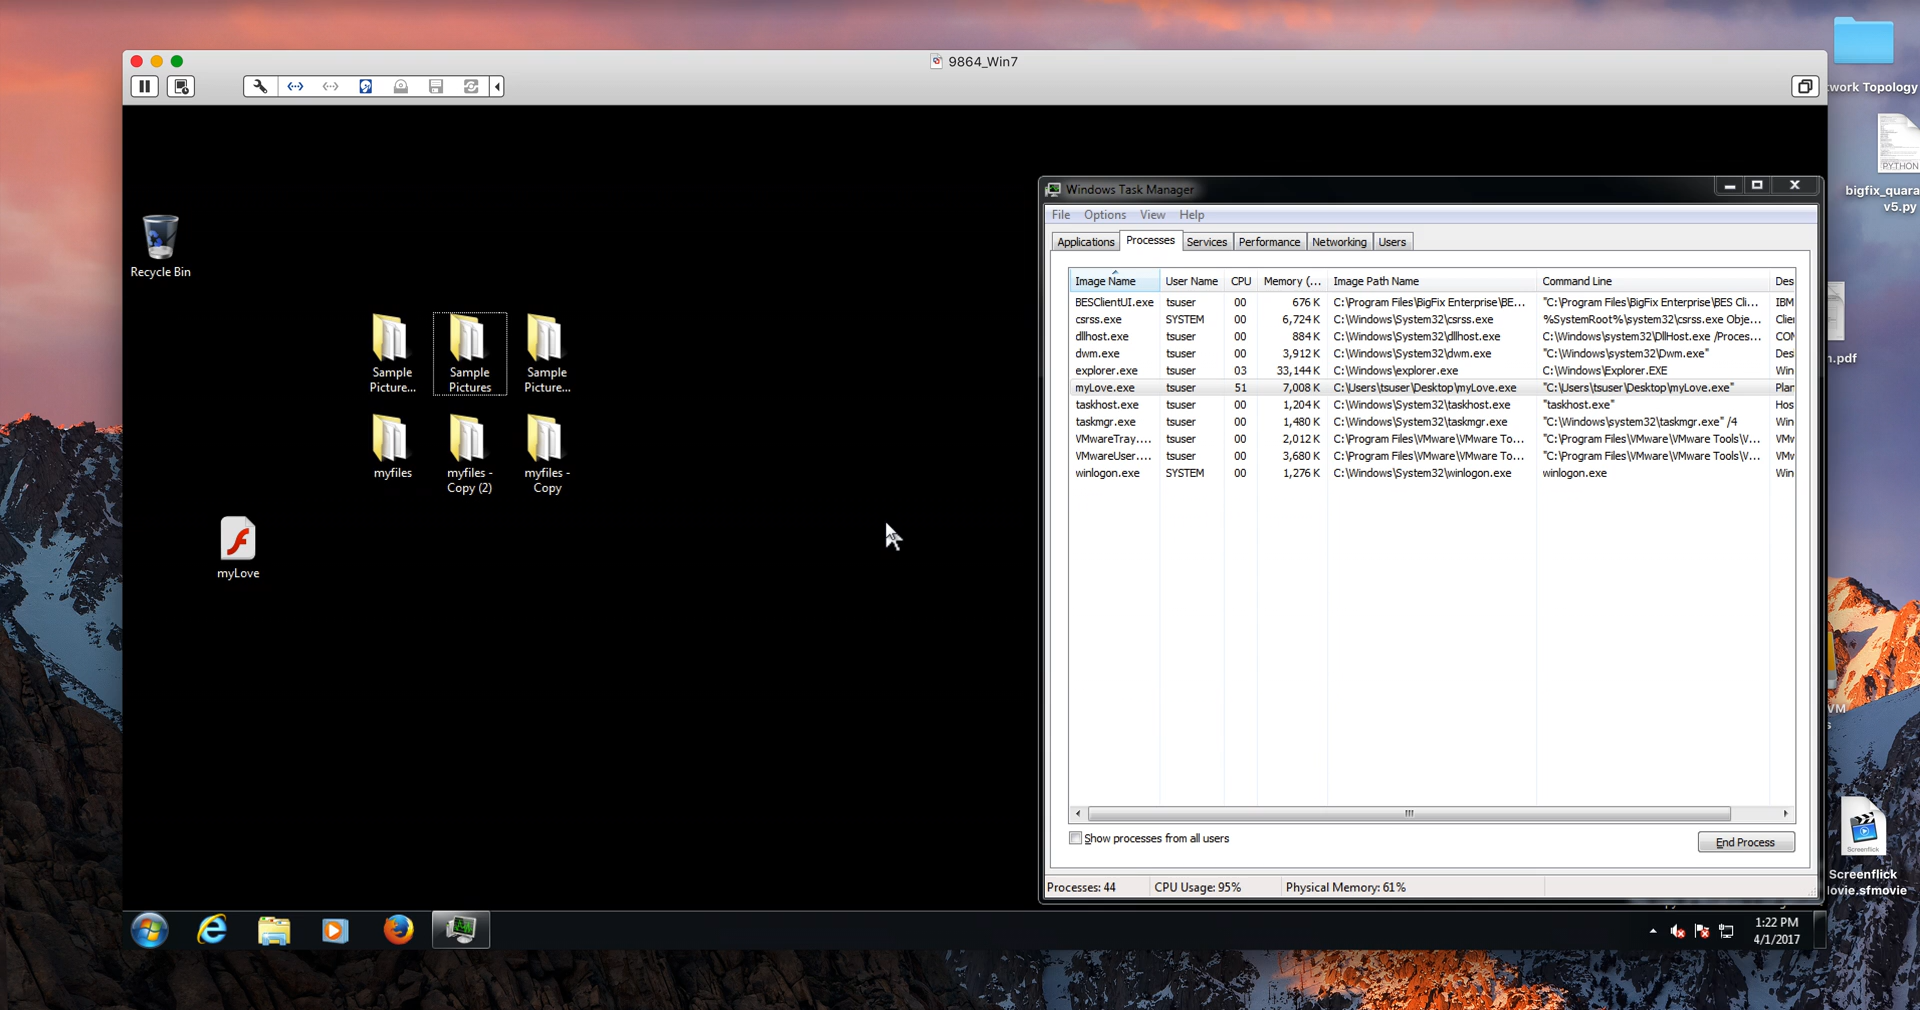 9864_Win7
work Topology
PYTHON
bigfix_quara
v5.py
n.pdf
VM
s
Screenflick
Screenflick
lovie.sfmovie
Recycle Bin
Sample
Picture...
Sample
Pictures
Sample
Picture...
myfiles
myfiles -
Copy (2)
myfiles -
Copy
myLove
Windows Task Manager
File Options View Help
Applications Processes Services Performance Networking Users
Image Name User Name CPU Memory (... Image Path Name Command Line Des
BESClientUI.exe tsuser 00 676 K C:\Program Files\BigFix Enterprise\BE... "C:\Program Files\BigFix Enterprise\BES Cli... IBM
csrss.exe SYSTEM 00 6,724 K C:\Windows\System32\csrss.exe %SystemRoot%\system32\csrss.exe Obje... Clie
dllhost.exe tsuser 00 884 K C:\Windows\System32\dllhost.exe C:\Windows\system32\DllHost.exe /Proces... COM
dwm.exe tsuser 00 3,912 K C:\Windows\System32\dwm.exe "C:\Windows\system32\Dwm.exe" Des
explorer.exe tsuser 03 33,144 K C:\Windows\explorer.exe C:\Windows\Explorer.EXE Win
myLove.exe tsuser 51 7,008 K C:\Users\tsuser\Desktop\myLove.exe "C:\Users\tsuser\Desktop\myLove.exe" Plan
taskhost.exe tsuser 00 1,204 K C:\Windows\System32\taskhost.exe "taskhost.exe" Hos
taskmgr.exe tsuser 00 1,480 K C:\Windows\System32\taskmgr.exe "C:\Windows\system32\taskmgr.exe" /4 Win
VMwareTray.... tsuser 00 2,012 K C:\Program Files\VMware\VMware To... "C:\Program Files\VMware\VMware Tools\V... VMw
VMwareUser.... tsuser 00 3,680 K C:\Program Files\VMware\VMware To... "C:\Program Files\VMware\VMware Tools\V... VMw
winlogon.exe SYSTEM 00 1,276 K C:\Windows\System32\winlogon.exe winlogon.exe Win
Show processes from all users
End Process
Processes: 44 CPU Usage: 95% Physical Memory: 61%
1:22 PM
4/1/2017